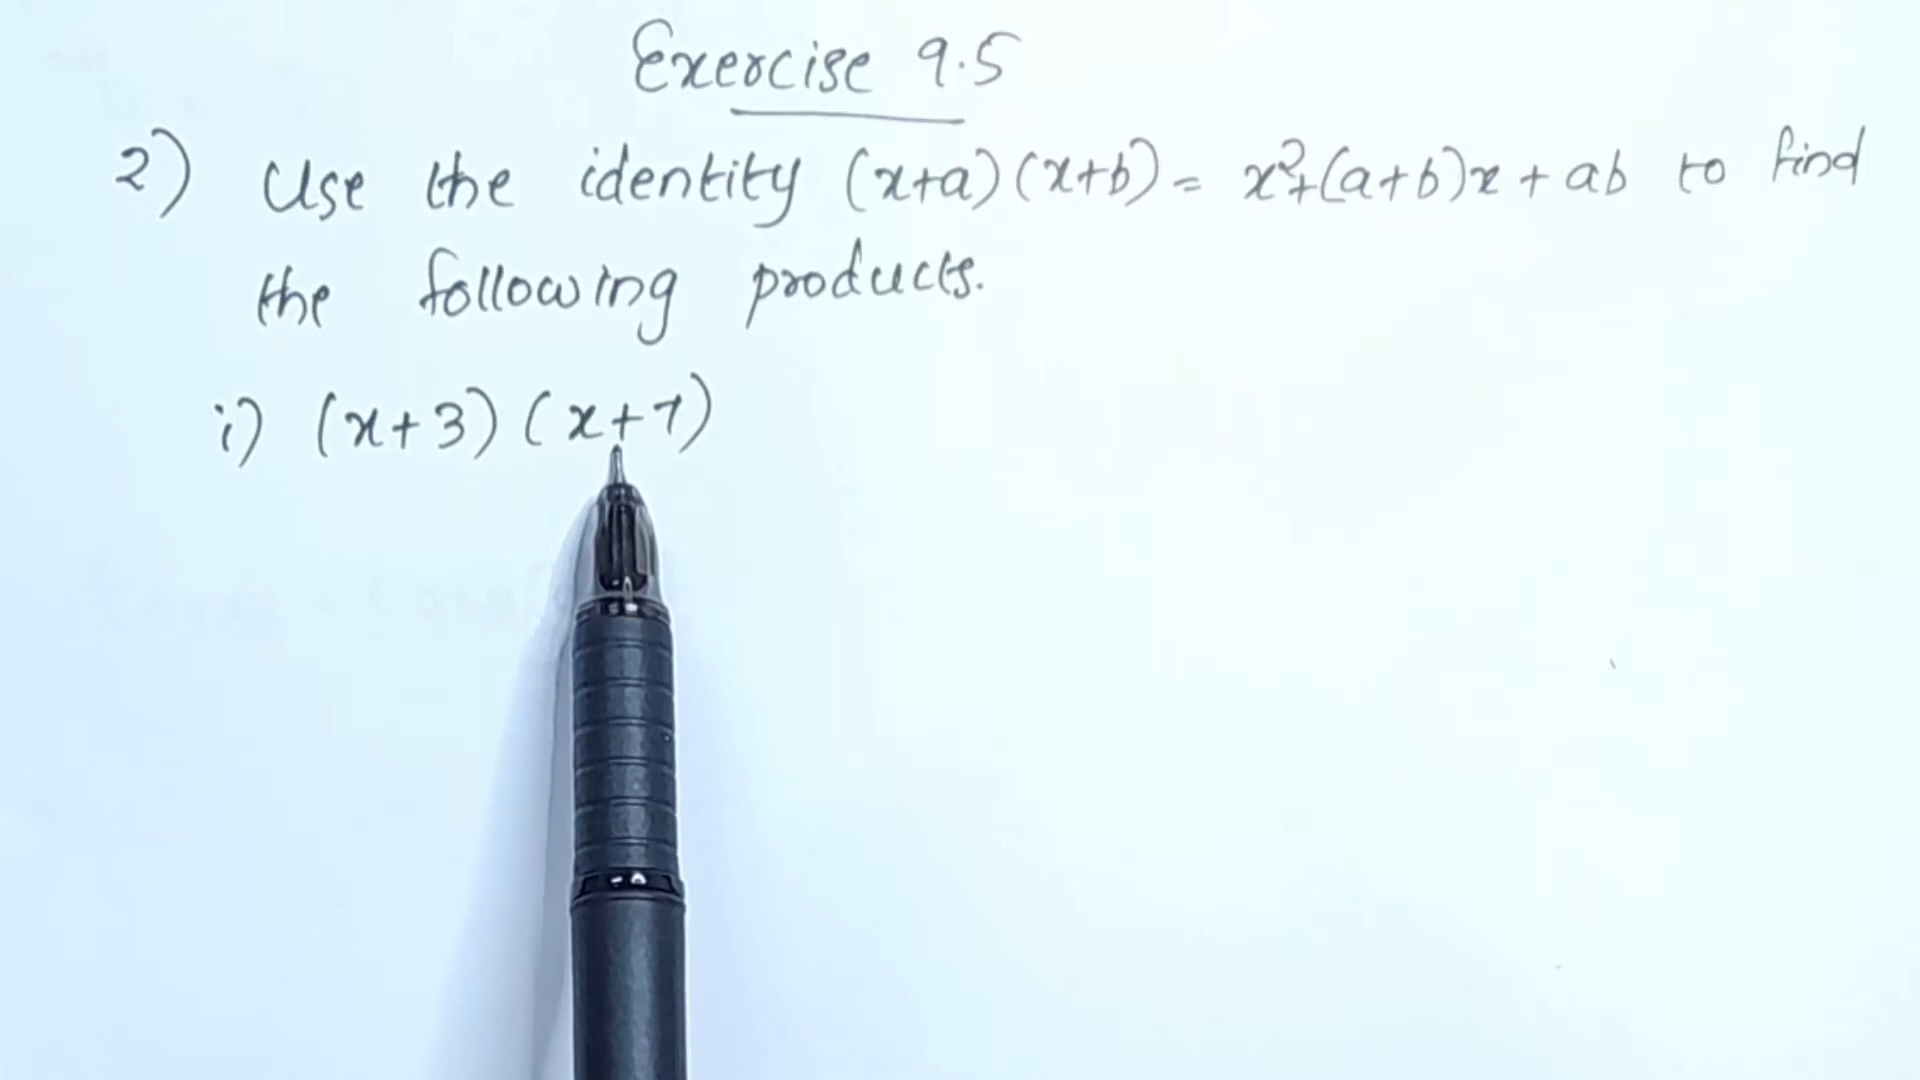 Exercise 9.5
2) Use the identity (x+a)(x+b) = x²+(a+b)x + ab to find
the following products.
i) (x+3)(x+7)